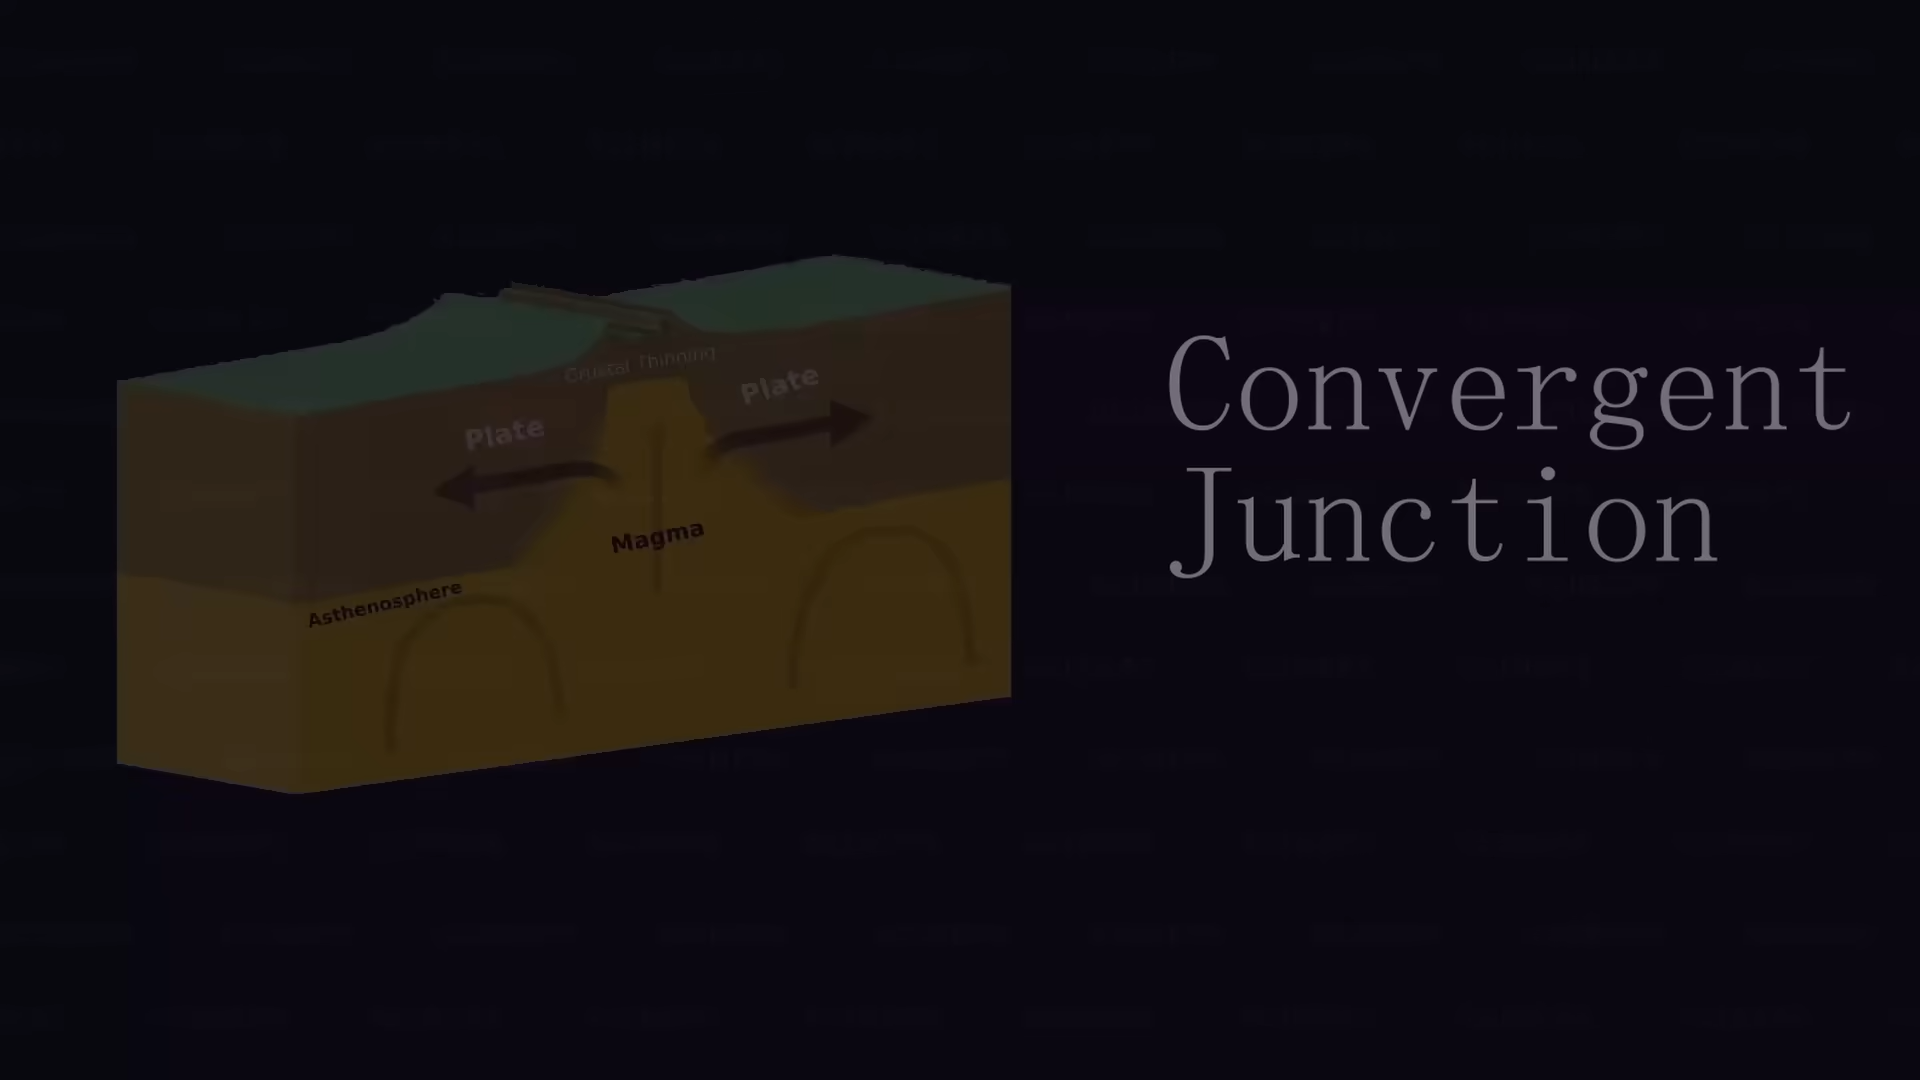 Convergent
Junction
Crustal Thinning
Plate
Plate
Magma
Asthenosphere